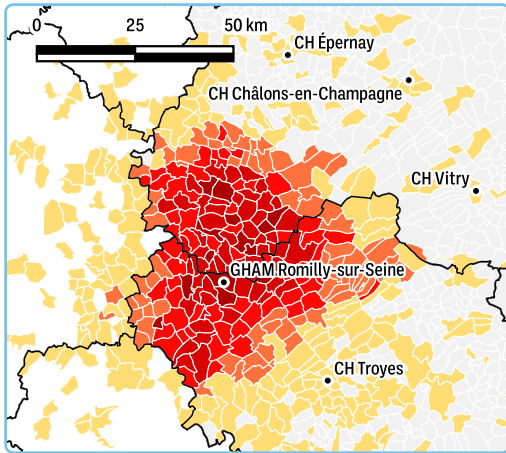 0 25 50 km
CH Épernay
CH Châlons-en-Champagne
CH Vitry
GHAM Romilly-sur-Seine
CH Troyes